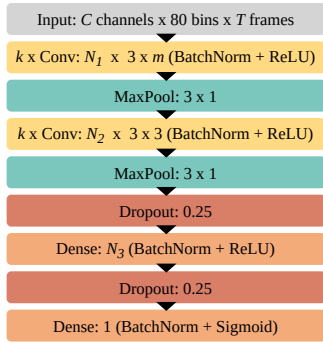 Input: C channels x 80 bins x T frames
k x Conv: N₁ x 3 x m (BatchNorm + ReLU)
MaxPool: 3 x 1
k x Conv: N₂ x 3 x 3 (BatchNorm + ReLU)
MaxPool: 3 x 1
Dropout: 0.25
Dense: N₃ (BatchNorm + ReLU)
Dropout: 0.25
Dense: 1 (BatchNorm + Sigmoid)